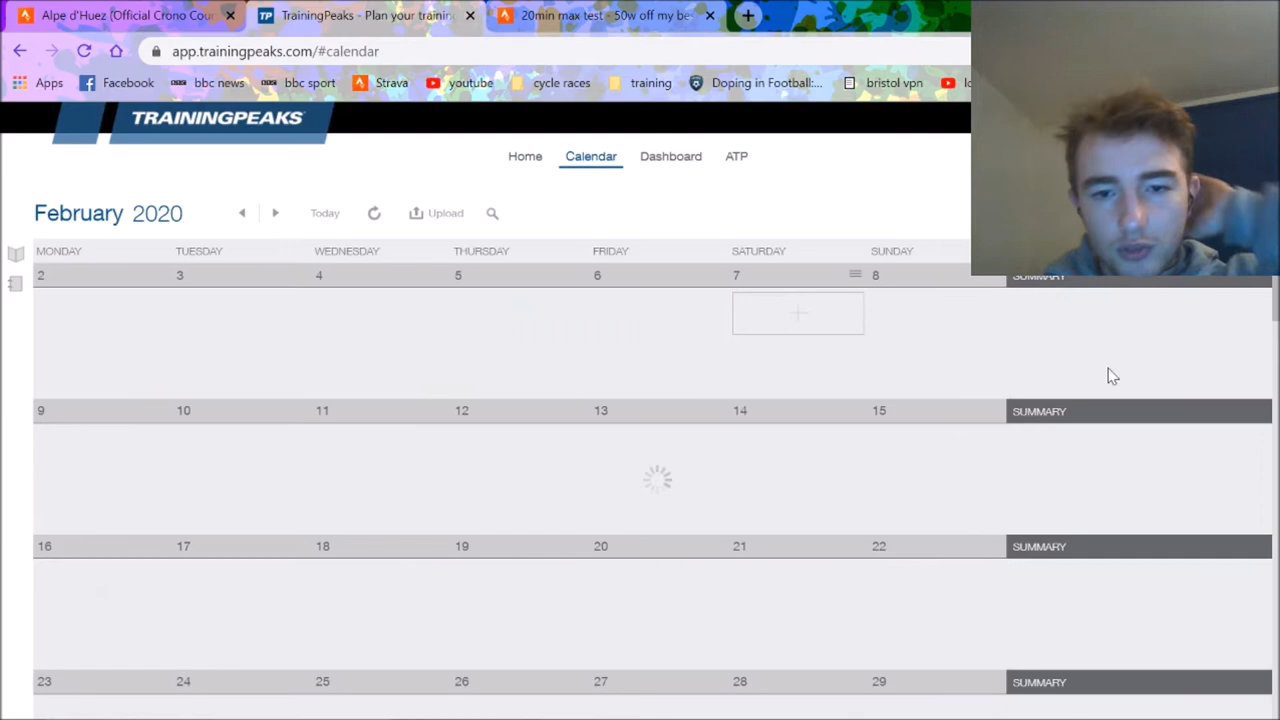 Alpe d'Huez (Official Crono Cou
TrainingPeaks - Plan your trainin
20min max test - 50w off my be
app.trainingpeaks.com/#calendar
Apps Facebook bbc news bbc sport Strava youtube cycle races training Doping in Football:... bristol vpn
TRAININGPEAKS
Home Calendar Dashboard ATP
February 2020 Today Upload
MONDAY TUESDAY WEDNESDAY THURSDAY FRIDAY SATURDAY SUNDAY
2 3 4 5 6 7 8 SUMMARY
9 10 11 12 13 14 15 SUMMARY
16 17 18 19 20 21 22 SUMMARY
23 24 25 26 27 28 29 SUMMARY